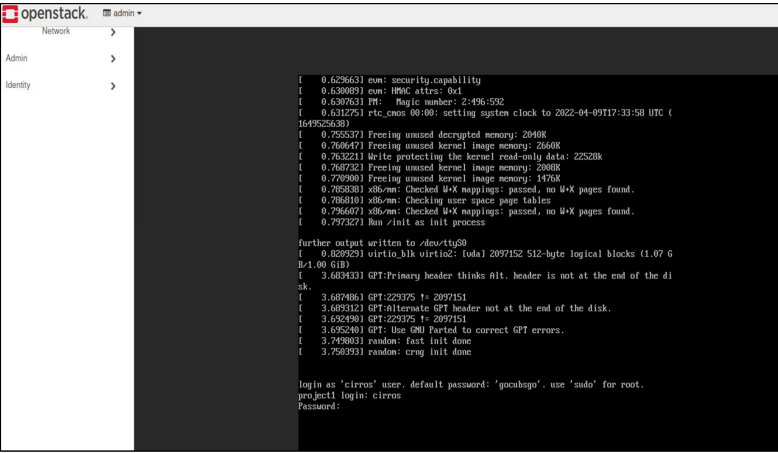 openstack. admin
Network
Admin
Identity
[ 0.629663] evm: security.capability
[ 0.630089] evm: HMAC attrs: 0x1
[ 0.630763] PM: Magic number: 2:496:592
[ 0.631275] rtc_cmos 00:00: setting system clock to 2022-04-09T17:33:58 UTC (
1649525638)
[ 0.755537] Freeing unused decrypted memory: 2040K
[ 0.760647] Freeing unused kernel image memory: 2660K
[ 0.763221] Write protecting the kernel read-only data: 22528k
[ 0.768732] Freeing unused kernel image memory: 2008K
[ 0.770900] Freeing unused kernel image memory: 1476K
[ 0.785838] x86/mm: Checked W+X mappings: passed, no W+X pages found.
[ 0.786810] x86/mm: Checking user space page tables
[ 0.796607] x86/mm: Checked W+X mappings: passed, no W+X pages found.
[ 0.797327] Run /init as init process
further output written to /dev/ttyS0
[ 0.820929] virtio_blk virtio2: [vda] 2097152 512-byte logical blocks (1.07 G
B/1.00 GiB)
[ 3.683433] GPT:Primary header thinks Alt. header is not at the end of the di
sk.
[ 3.687486] GPT:229375 != 2097151
[ 3.689312] GPT:Alternate GPT header not at the end of the disk.
[ 3.692490] GPT:229375 != 2097151
[ 3.695240] GPT: Use GNU Parted to correct GPT errors.
[ 3.749803] random: fast init done
[ 3.750393] random: crng init done
login as 'cirros' user. default password: 'gocubsgo'. use 'sudo' for root.
project1 login: cirros
Password: